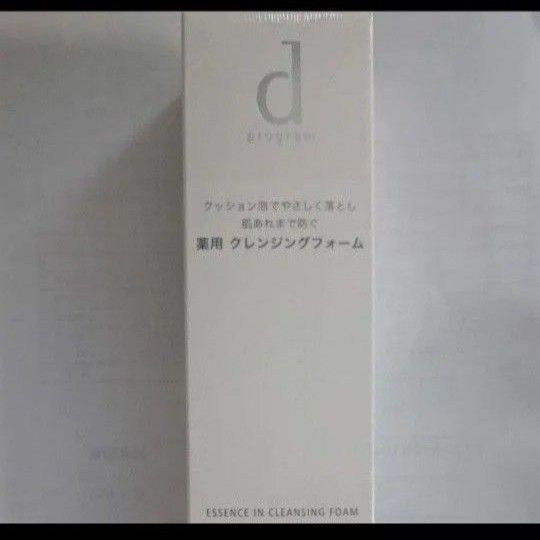 d
program
クッション泡でやさしく落とし
肌あれまで防ぐ
薬用 クレンジングフォーム
ESSENCE IN CLEANSING FOAM